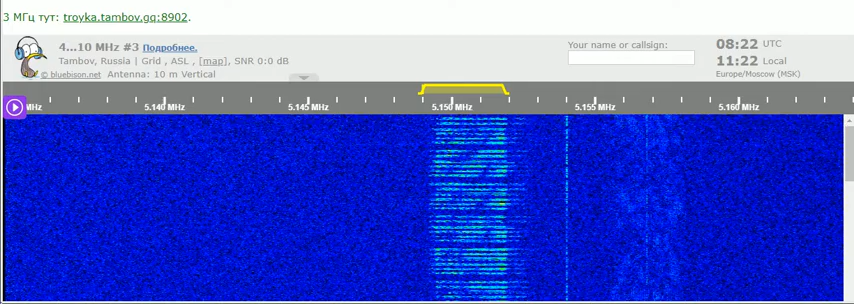 3 МГц тут: troyka.tambov.gq:8902.
4...10 MHz #3 Подробнее.
Tambov, Russia | Grid , ASL , [map], SNR 0:0 dB
© bluebison.net Antenna: 10 m Vertical
Your name or callsign:
08:22 UTC
11:22 Local
Europe/Moscow (MSK)
MHz 5.140 MHz 5.145 MHz 5.150 MHz 5.155 MHz 5.160 MHz